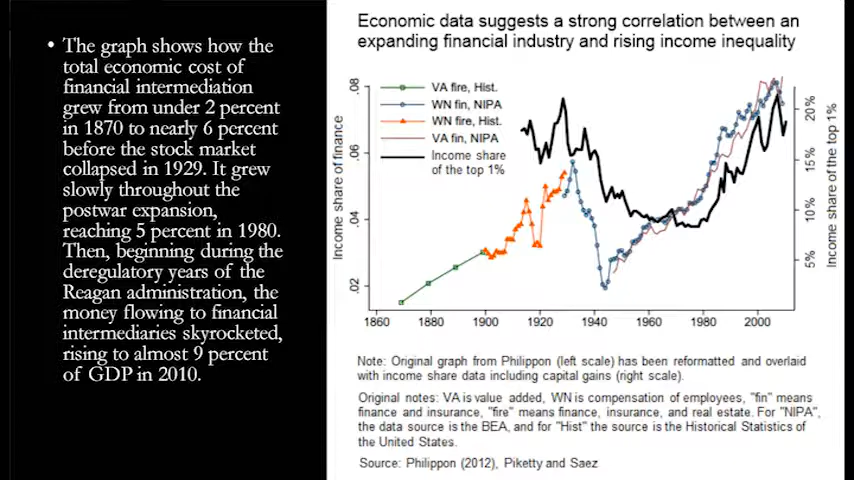 • The graph shows how the
total economic cost of
financial intermediation
grew from under 2 percent
in 1870 to nearly 6 percent
before the stock market
collapsed in 1929. It grew
slowly throughout the
postwar expansion,
reaching 5 percent in 1980.
Then, beginning during the
deregulatory years of the
Reagan administration, the
money flowing to financial
intermediaries skyrocketed,
rising to almost 9 percent
of GDP in 2010.
Economic data suggests a strong correlation between an
expanding financial industry and rising income inequality
VA fire, Hist.
WN fin, NIPA
WN fire, Hist.
VA fin, NIPA
Income share
of the top 1%
Income share of finance
.08
.06
.04
.02
20%
15%
10%
5%
Income share of the top 1%
1860 1880 1900 1920 1940 1960 1980 2000
Note: Original graph from Philippon (left scale) has been reformatted and overlaid
with income share data including capital gains (right scale).
Original notes: VA is value added, WN is compensation of employees, "fin" means
finance and insurance, "fire" means finance, insurance, and real estate. For "NIPA",
the data source is the BEA, and for "Hist" the source is the Historical Statistics of
the United States.
Source: Philippon (2012), Piketty and Saez